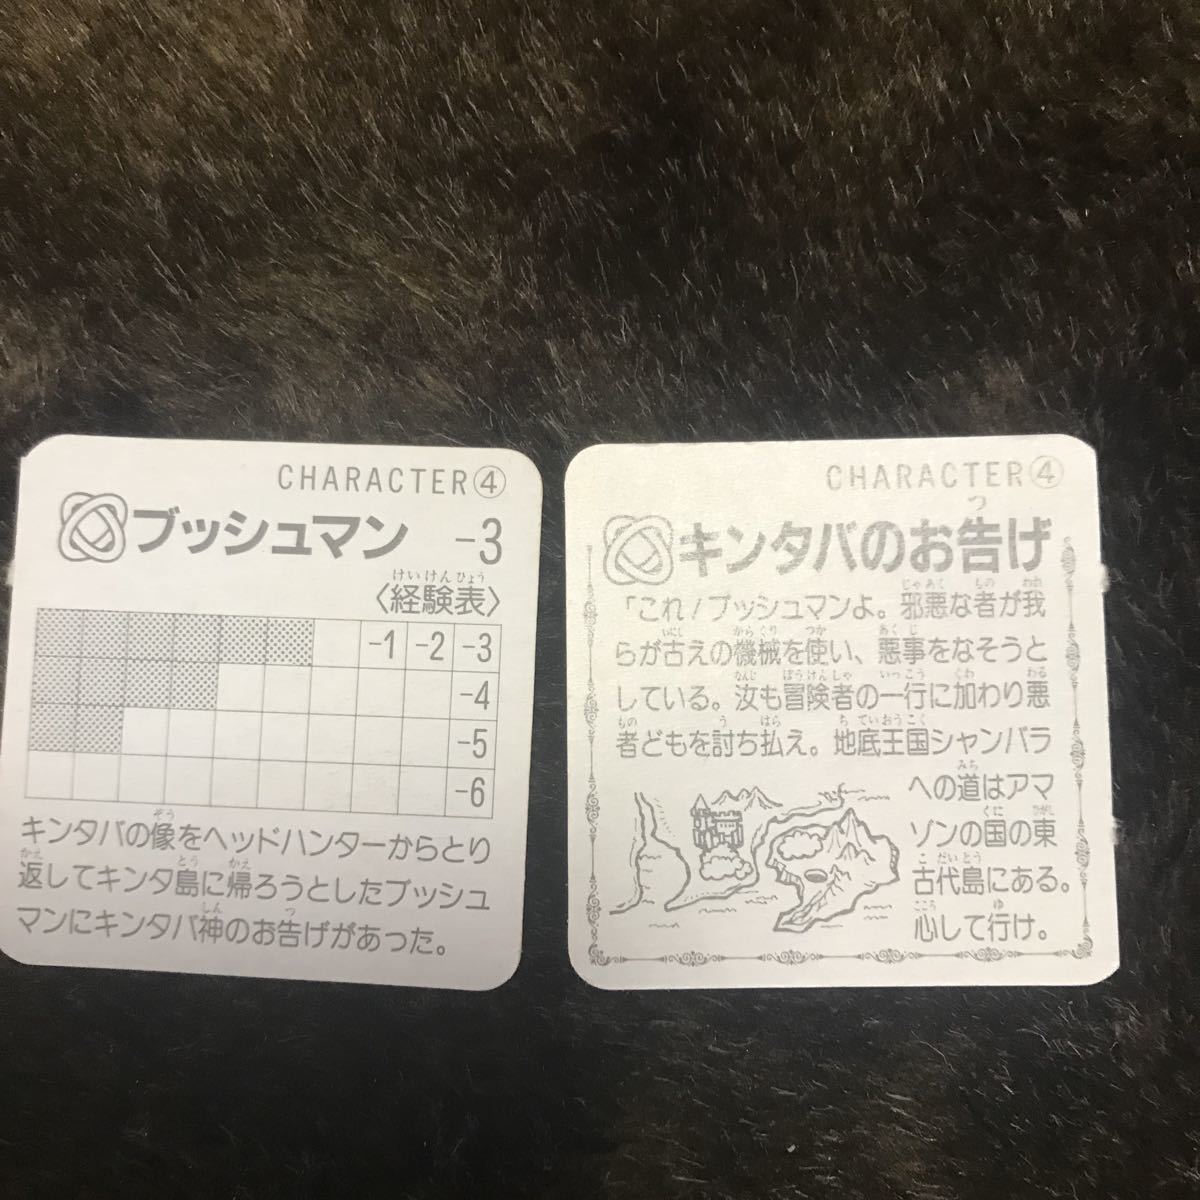 CHARACTER④
ブッシュマン -3
けいけんひょう
〈経験表〉
-1 -2 -3
-4
-5
-6
ぞう
キンタバの像をヘッドハンターからとり
かえ とう かえ
返してキンタ島に帰ろうとしたブッシュ
しん つ
マンにキンタバ神のお告げがあった。
CHARACTER④
つ
キンタバのお告げ
じゃあく もの われ
「これ!ブッシュマンよ。邪悪な者が我
いにし からくり つか あくじ
らが古えの機械を使い、悪事をなそうと
なんじ ぼうけんしゃ いっこう くわ わる
している。汝も冒険者の一行に加わり悪
もの う はら ちていおうこく
者どもを討ち払え。地底王国シャンバラ
みち
への道はアマ
くに ひがし
ゾンの国の東
こだいとう
古代島にある。
こころ ゆ
心して行け。